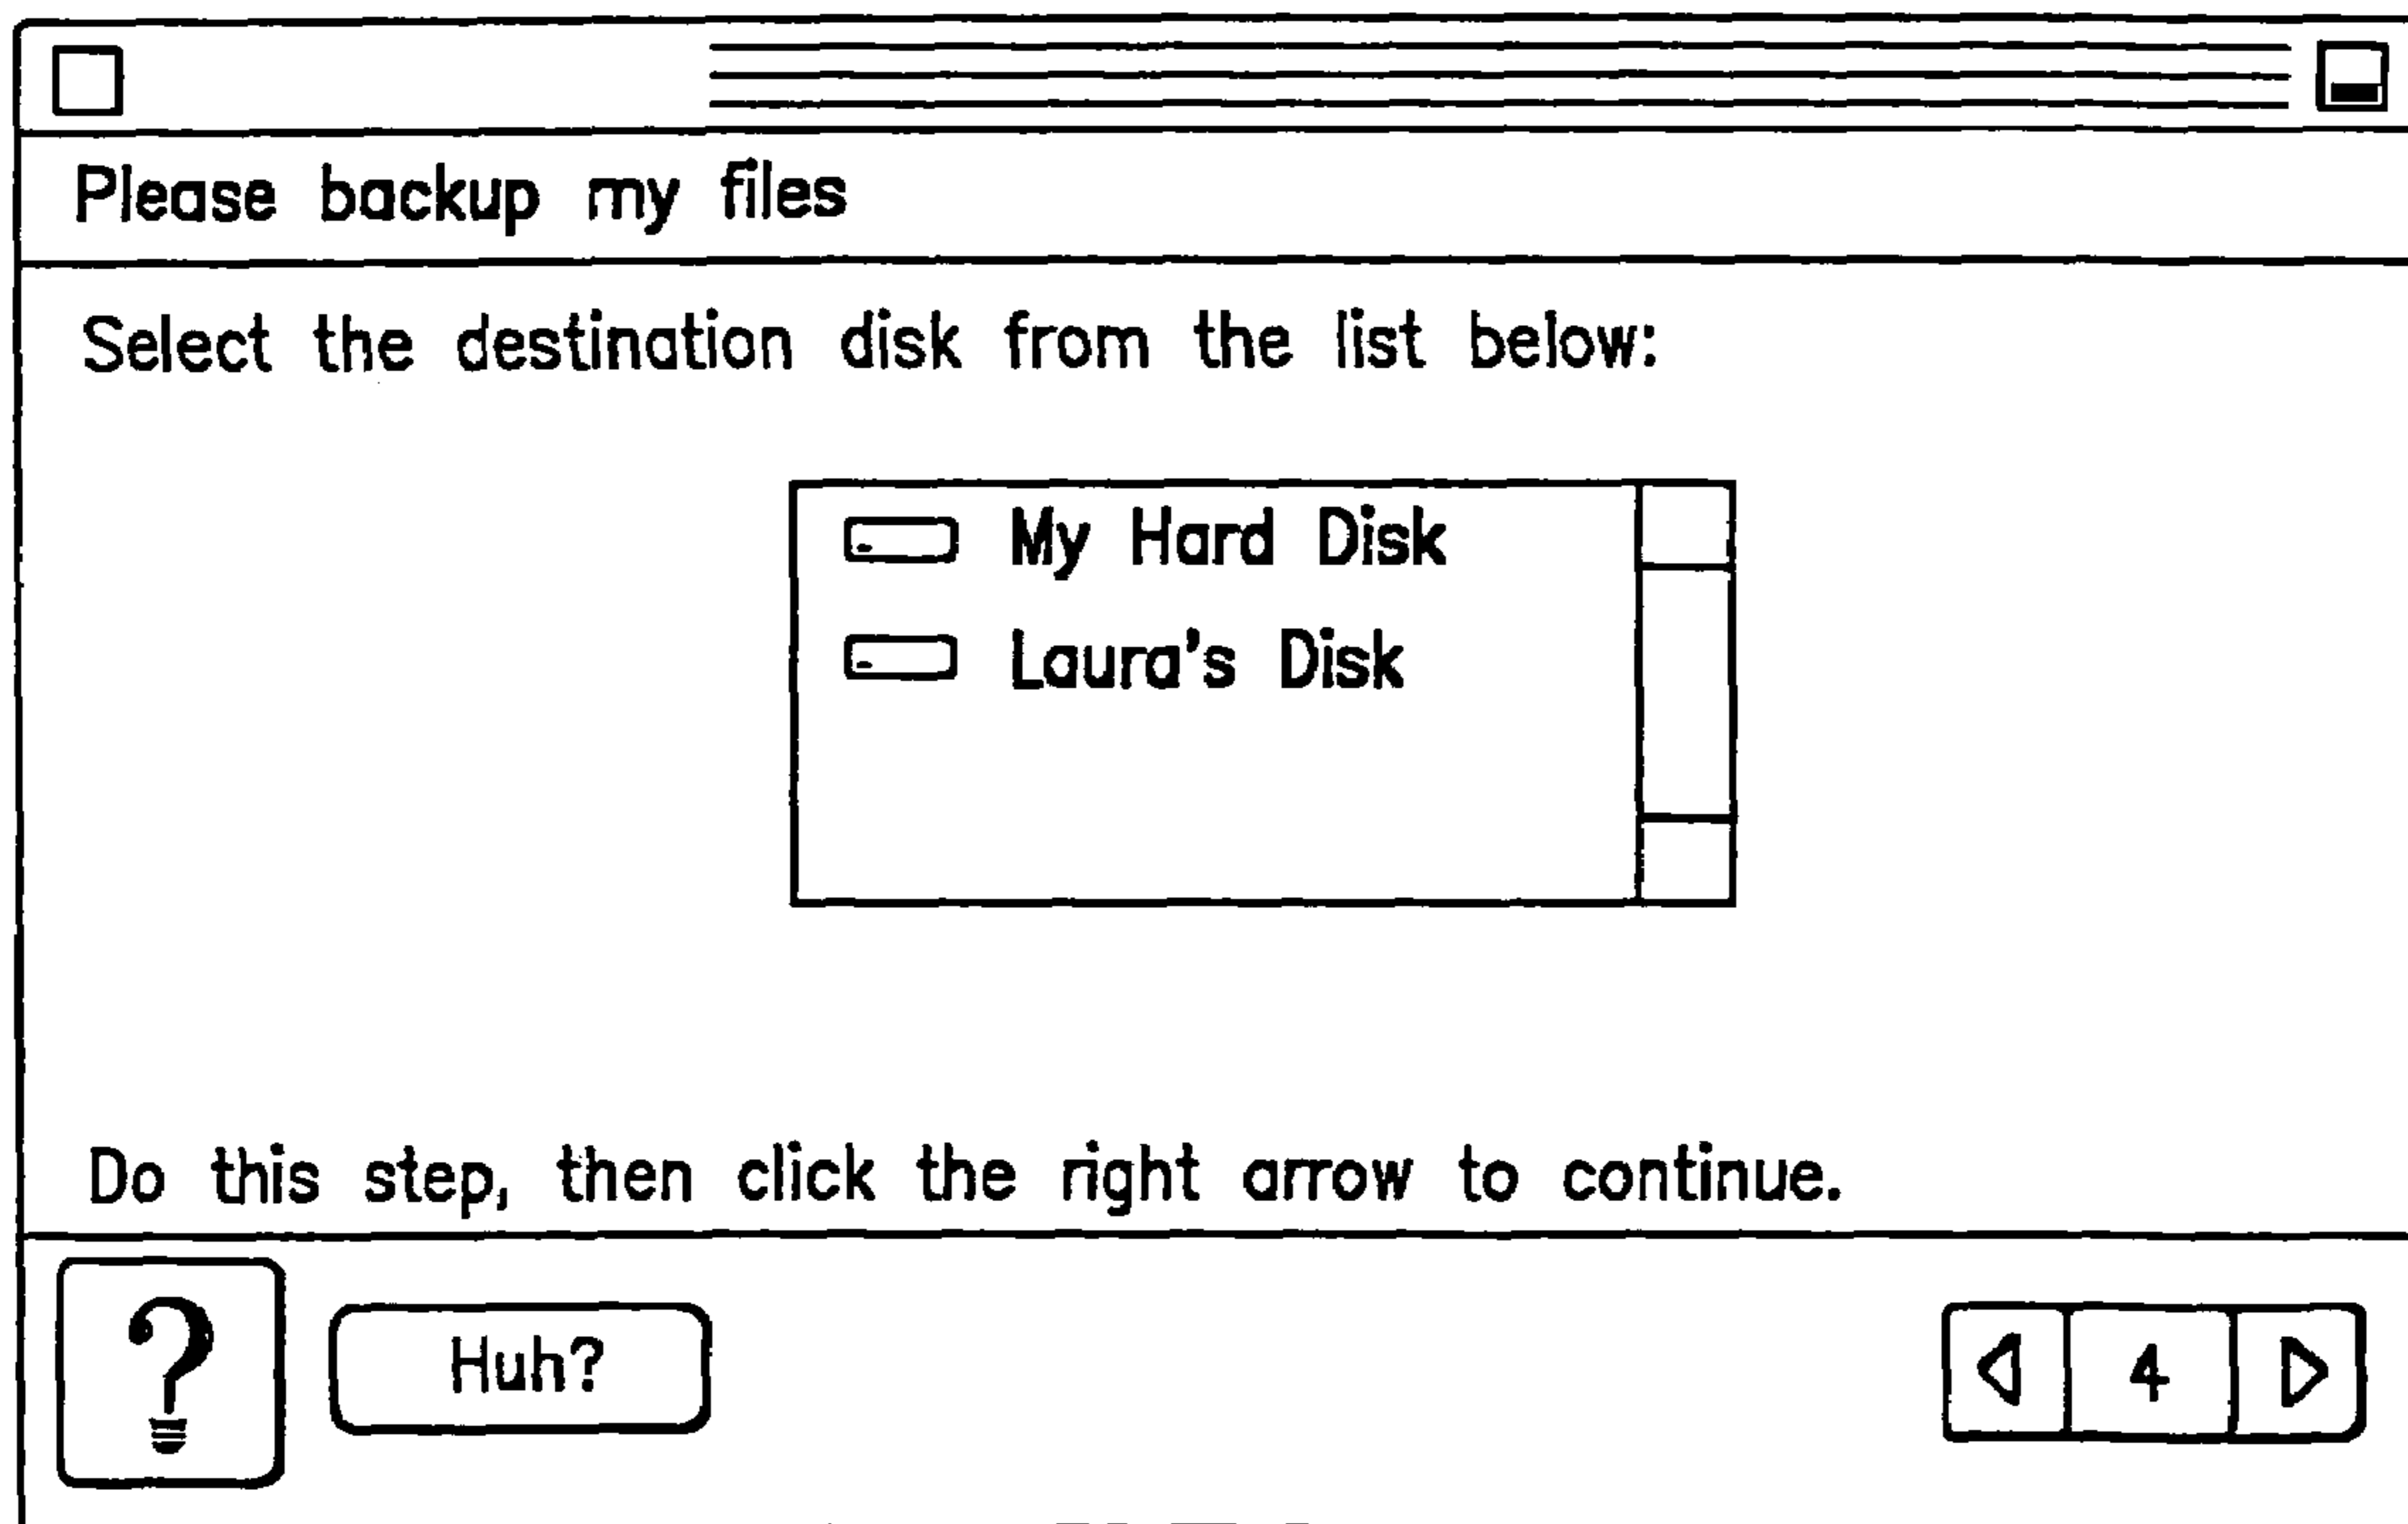 Please backup my files
Select the destination disk from the list below:
My Hard Disk
Laura's Disk
Do this step, then click the right arrow to continue.
?
Huh?
4